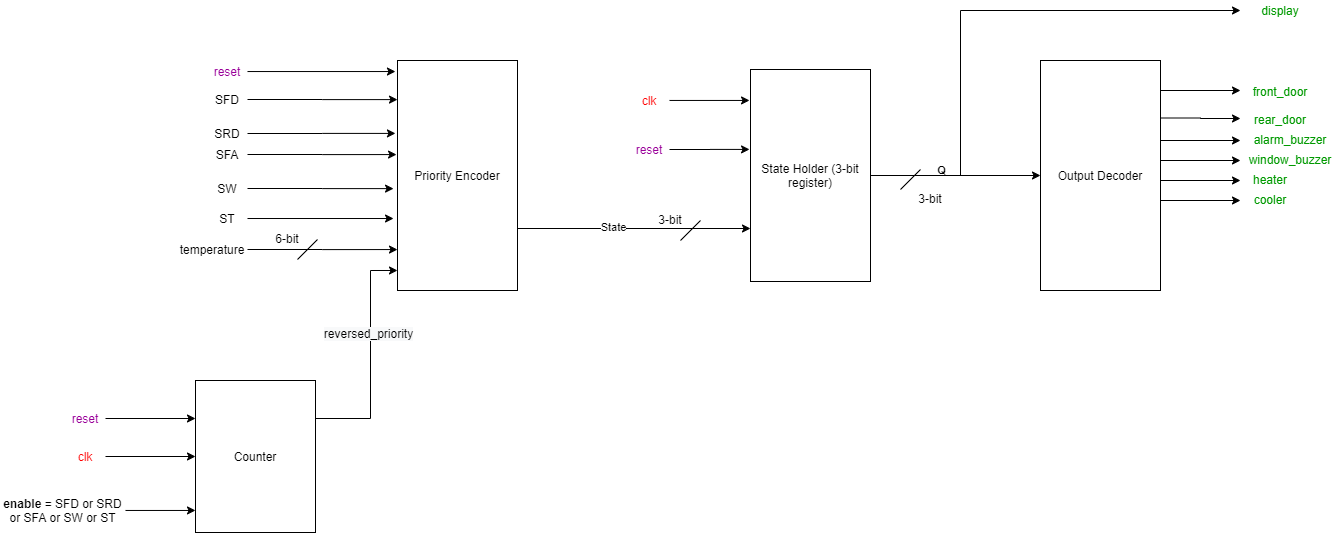 display
reset
SFD
SRD
SFA
SW
ST
temperature
6-bit
Priority Encoder
State
3-bit
clk
reset
State Holder (3-bit
register)
Q
3-bit
Output Decoder
front_door
rear_door
alarm_buzzer
window_buzzer
heater
cooler
reversed_priority
reset
clk
enable = SFD or SRD
or SFA or SW or ST
Counter